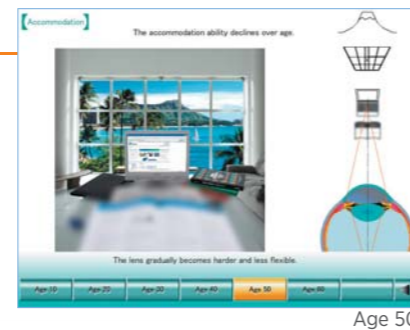 【Accommodation】
The accommodation ability declines over age.
The lens gradually becomes harder and less flexible.
Age 10 Age 20 Age 30 Age 40 Age 50 Age 60
Age 50